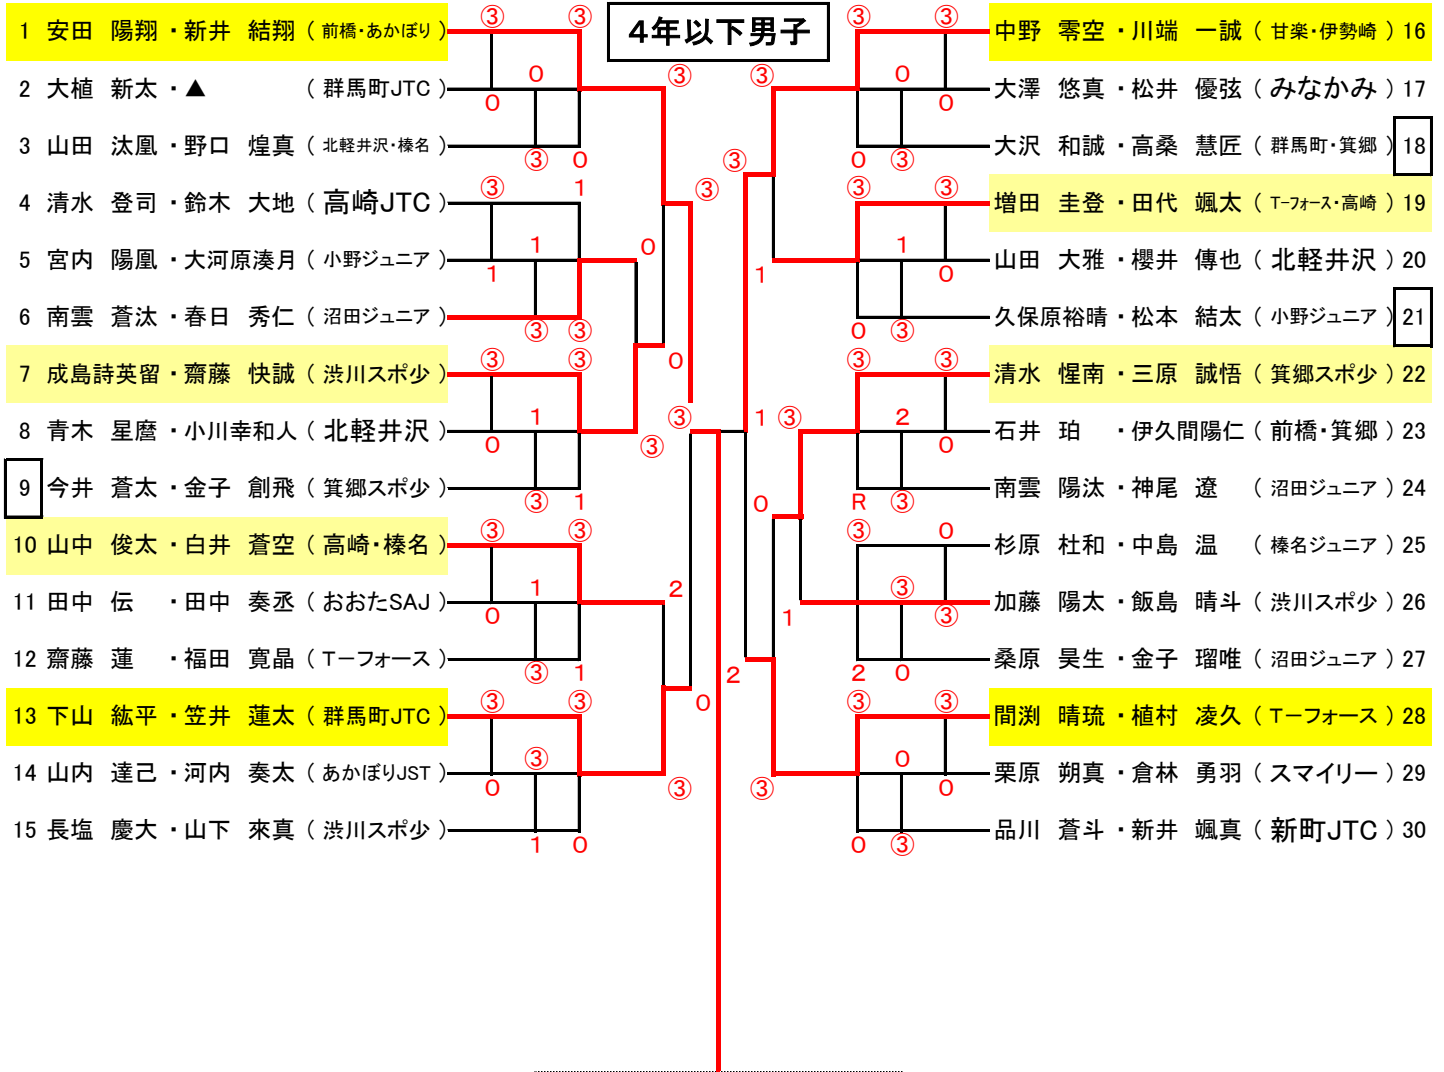 4年以下男子
1 安田 陽翔・新井 結翔（前橋・あかぼり）
2 大植 新太・▲（群馬町JTC）
3 山田 汰凰・野口 煌真（北軽井沢・榛名）
4 清水 登司・鈴木 大地（高崎JTC）
5 宮内 陽凰・大河原湊月（小野ジュニア）
6 南雲 蒼汰・春日 秀仁（沼田ジュニア）
7 成島詩英留・齋藤 快誠（渋川スポ少）
8 青木 星麿・小川幸和人（北軽井沢）
9 今井 蒼太・金子 創飛（箕郷スポ少）
10 山中 俊太・白井 蒼空（高崎・榛名）
11 田中 伝・田中 奏丞（おおたSAJ）
12 齋藤 蓮・福田 寛晶（T－フォース）
13 下山 紘平・笠井 蓮太（群馬町JTC）
14 山内 達己・河内 奏太（あかぼりJST）
15 長塩 慶大・山下 來真（渋川スポ少）
③ ③
0 ③
0
③ 0
③ 1
③
1 0
1
③ ③
③ ③ 0
1 ③
0 ③
③ 1
③ ③
1 2
0
③ 1
③ ③ 0
③
0 ③
1 0
2
中野 零空・川端 一誠（甘楽・伊勢崎）16
大澤 悠真・松井 優弦（みなかみ）17
大沢 和誠・高桑 慧匠（群馬町・箕郷）18
増田 圭登・田代 颯太（T-フォース・高崎）19
山田 大雅・櫻井 傳也（北軽井沢）20
久保原裕晴・松本 結太（小野ジュニア）21
清水 惺南・三原 誠悟（箕郷スポ少）22
石井 珀・伊久間陽仁（前橋・箕郷）23
南雲 陽汰・神尾 遼（沼田ジュニア）24
杉原 杜和・中島 温（榛名ジュニア）25
加藤 陽太・飯島 晴斗（渋川スポ少）26
桑原 昊生・金子 瑠唯（沼田ジュニア）27
間渕 晴琉・植村 凌久（T－フォース）28
栗原 朔真・倉林 勇羽（スマイリー）29
品川 蒼斗・新井 颯真（新町JTC）30
③ ③
③ 0
0
③ 0 ③
③ ③
1
1 0
0 ③
③ ③
1 ③ 2
0
0 R ③
③ 0
③
1 ③
2 0
③ ③
0
③ 0
0 ③